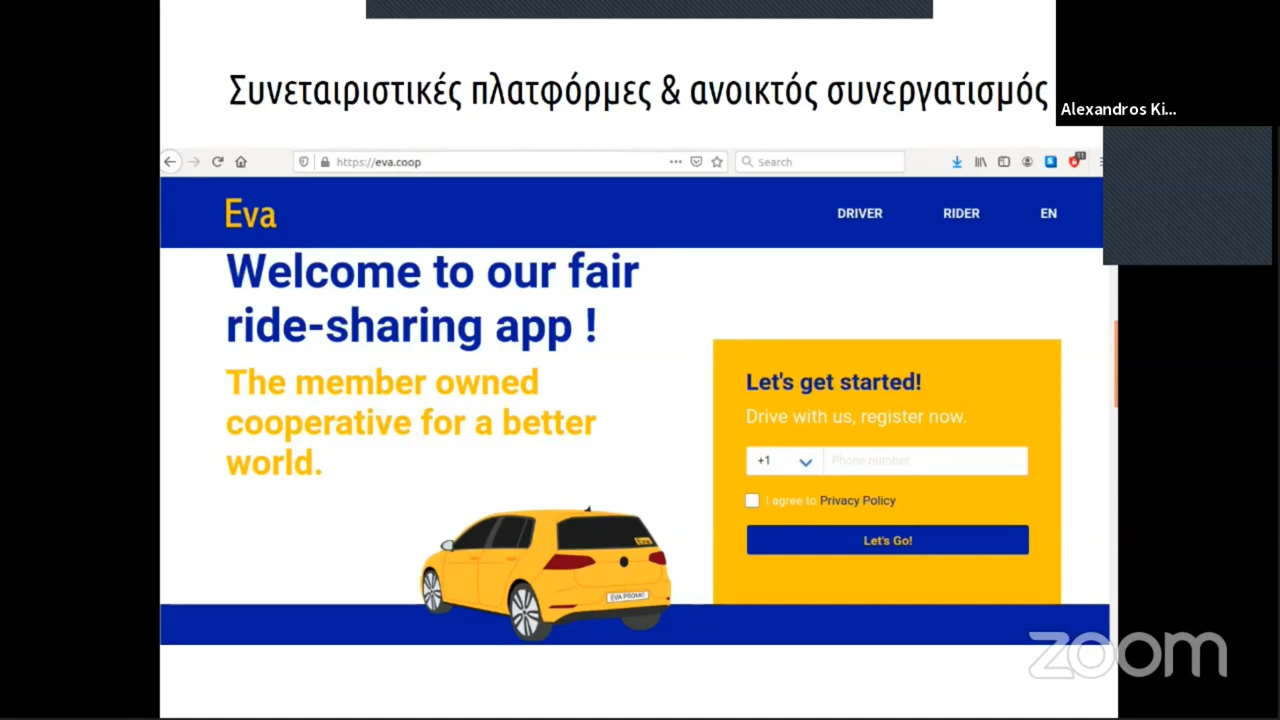 Συνεταιριστικές πλατφόρμες & ανοικτός συνεργατισμός
Alexandros Ki...
https://eva.coop
Search
11
Eva
DRIVER
RIDER
EN
Welcome to our fair
ride-sharing app !
The member owned
cooperative for a better
world.
Let's get started!
Drive with us, register now.
+1
Phone number
I agree to Privacy Policy
Let's Go!
Eva
EVA PROMO
zoom